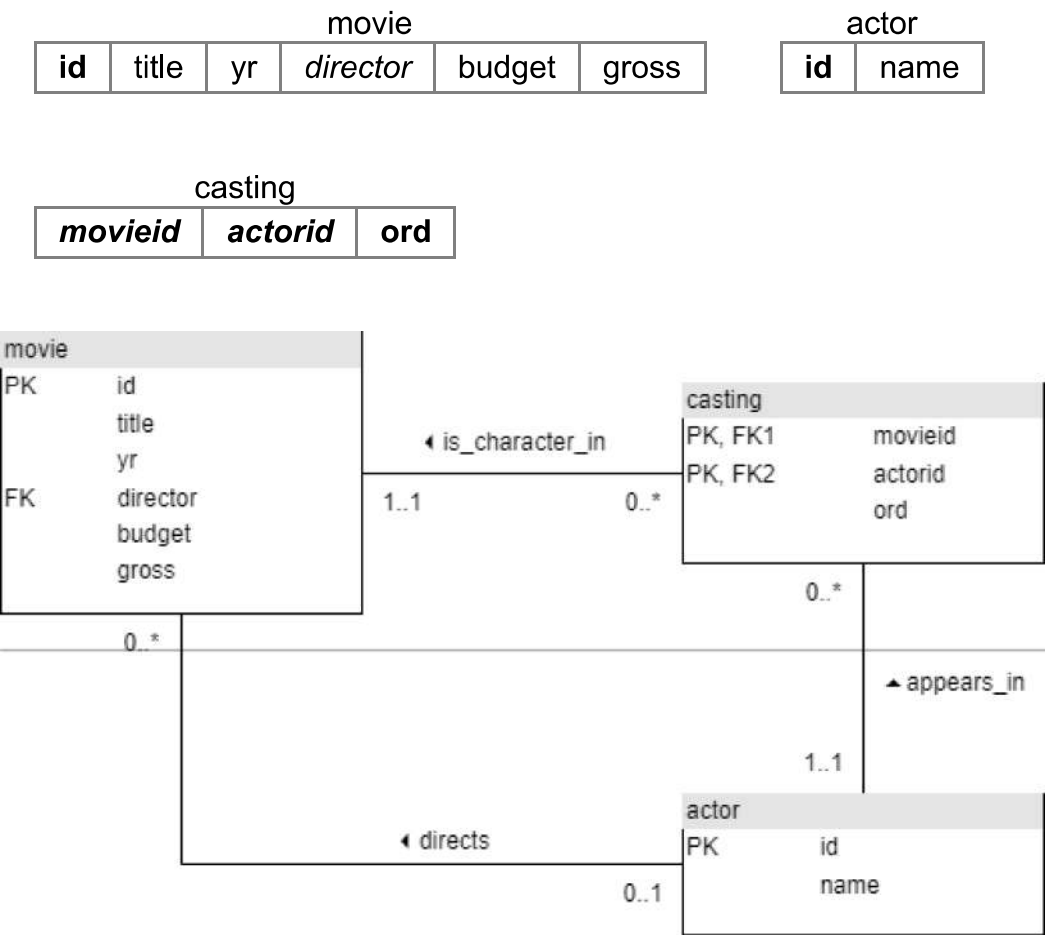 movie
id title yr director budget gross
actor
id name
casting
movieid actorid ord
movie
PK id
title
yr
FK director
budget
gross
casting
PK, FK1 movieid
PK, FK2 actorid
ord
is_character_in
1..1 0..*
0..*
0..*
appears_in
1..1
directs
0..1
actor
PK id
name